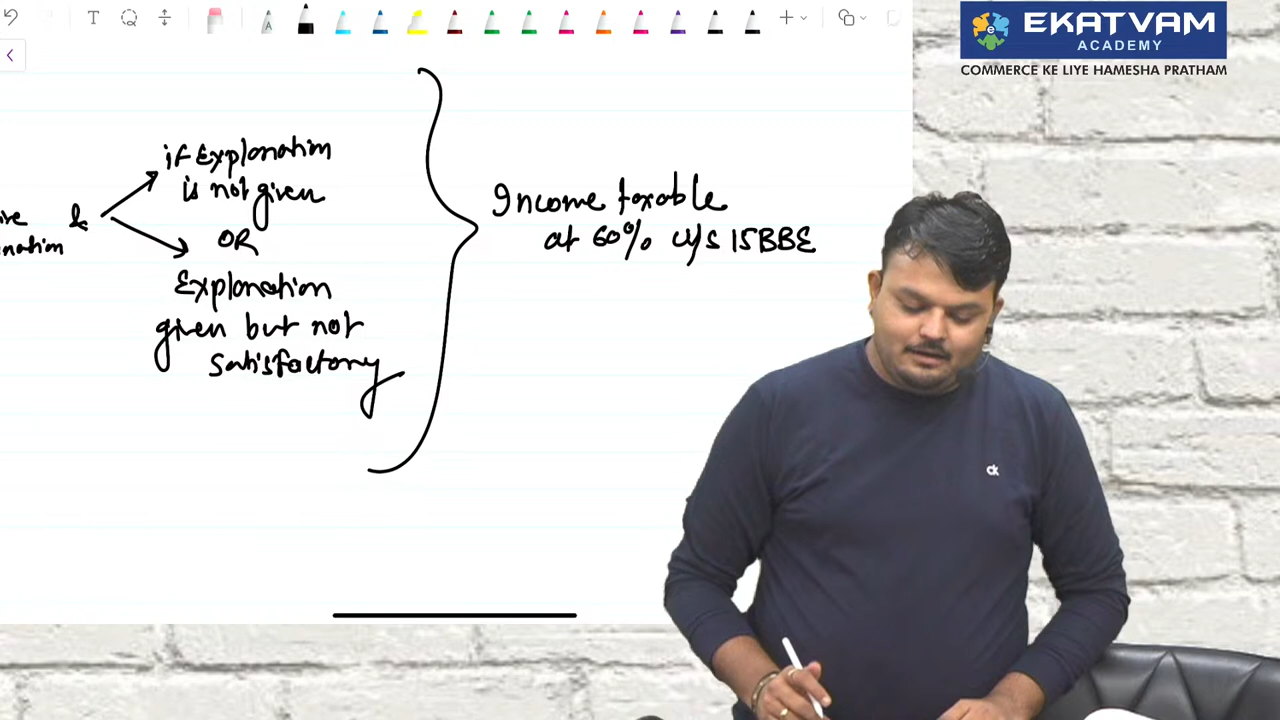 T
A
EKATVAM
ACADEMY
COMMERCE KE LIYE HAMESHA PRATHAM
if Explanation
is not given
&
OR
Explanation
given but not
satisfactory
Income taxable
at 60% u/s 115BBE
ck